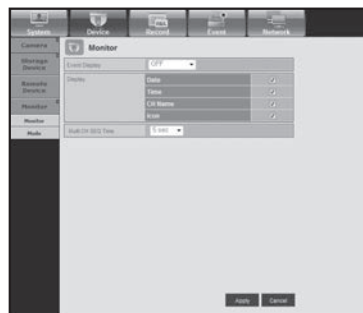 System Device Record Event Network
Camera
Monitor
Storage Device
Event Display OFF
Remote Device
Display Date
Time
Monitor
CH Name
Monitor
Icon
Mode
Multi CH SEQ Time 5 sec
Apply Cancel